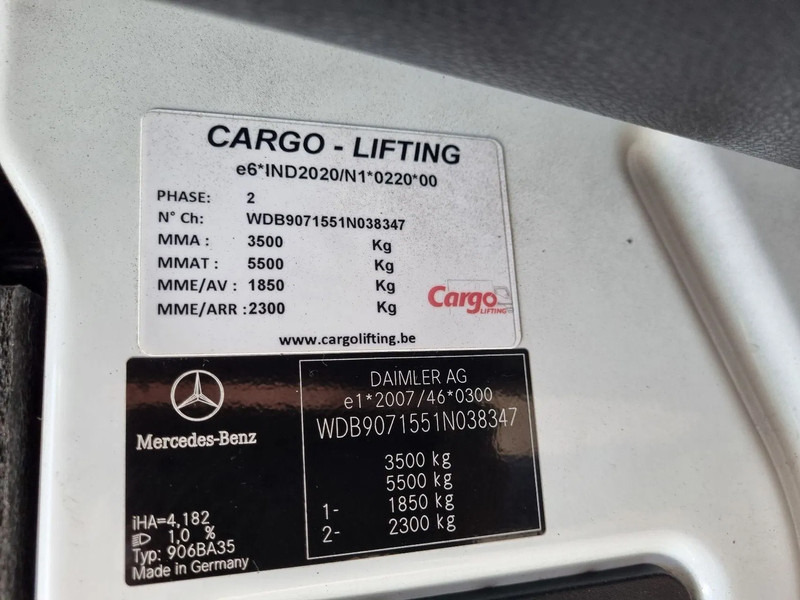 CARGO - LIFTING
e6*IND2020/N1*0220*00
PHASE: 2
N° Ch: WDB9071551N038347
MMA : 3500 Kg
MMAT : 5500 Kg
MME/AV : 1850 Kg
MME/ARR : 2300 Kg
Cargo
LIFTING
www.cargolifting.be
Mercedes-Benz
iHA=4,182
1,0 %
Typ: 906BA35
Made in Germany
DAIMLER AG
e1*2007/46*0300
WDB9071551N038347
3500 kg
5500 kg
1- 1850 kg
2- 2300 kg